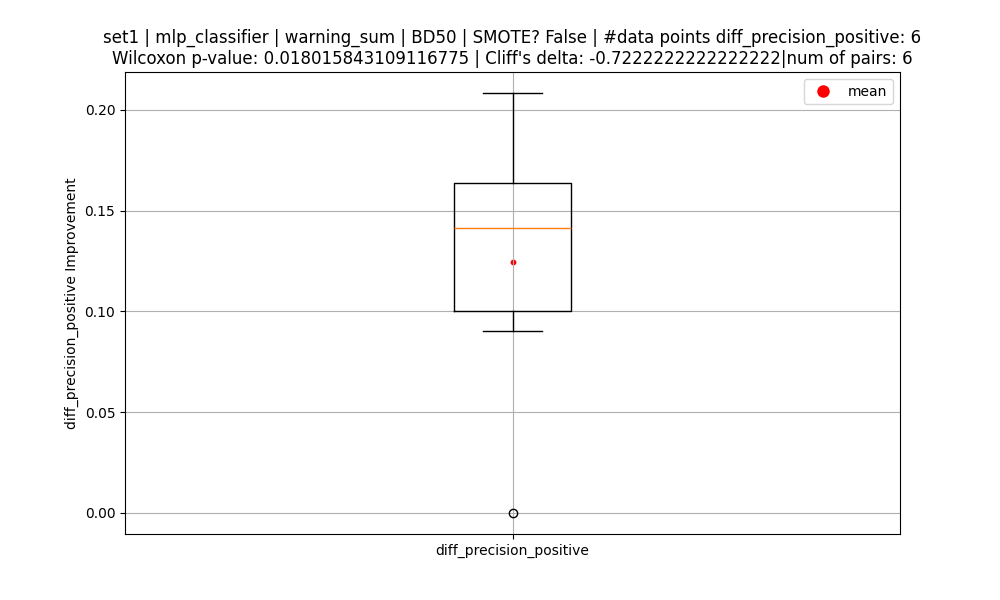 set1 | mlp_classifier | warning_sum | BD50 | SMOTE? False | #data points diff_precision_positive: 6
Wilcoxon p-value: 0.018015843109116775 | Cliff's delta: -0.7222222222222222|num of pairs: 6
mean
0.20
0.15
0.10
0.05
0.00
diff_precision_positive Improvement
diff_precision_positive